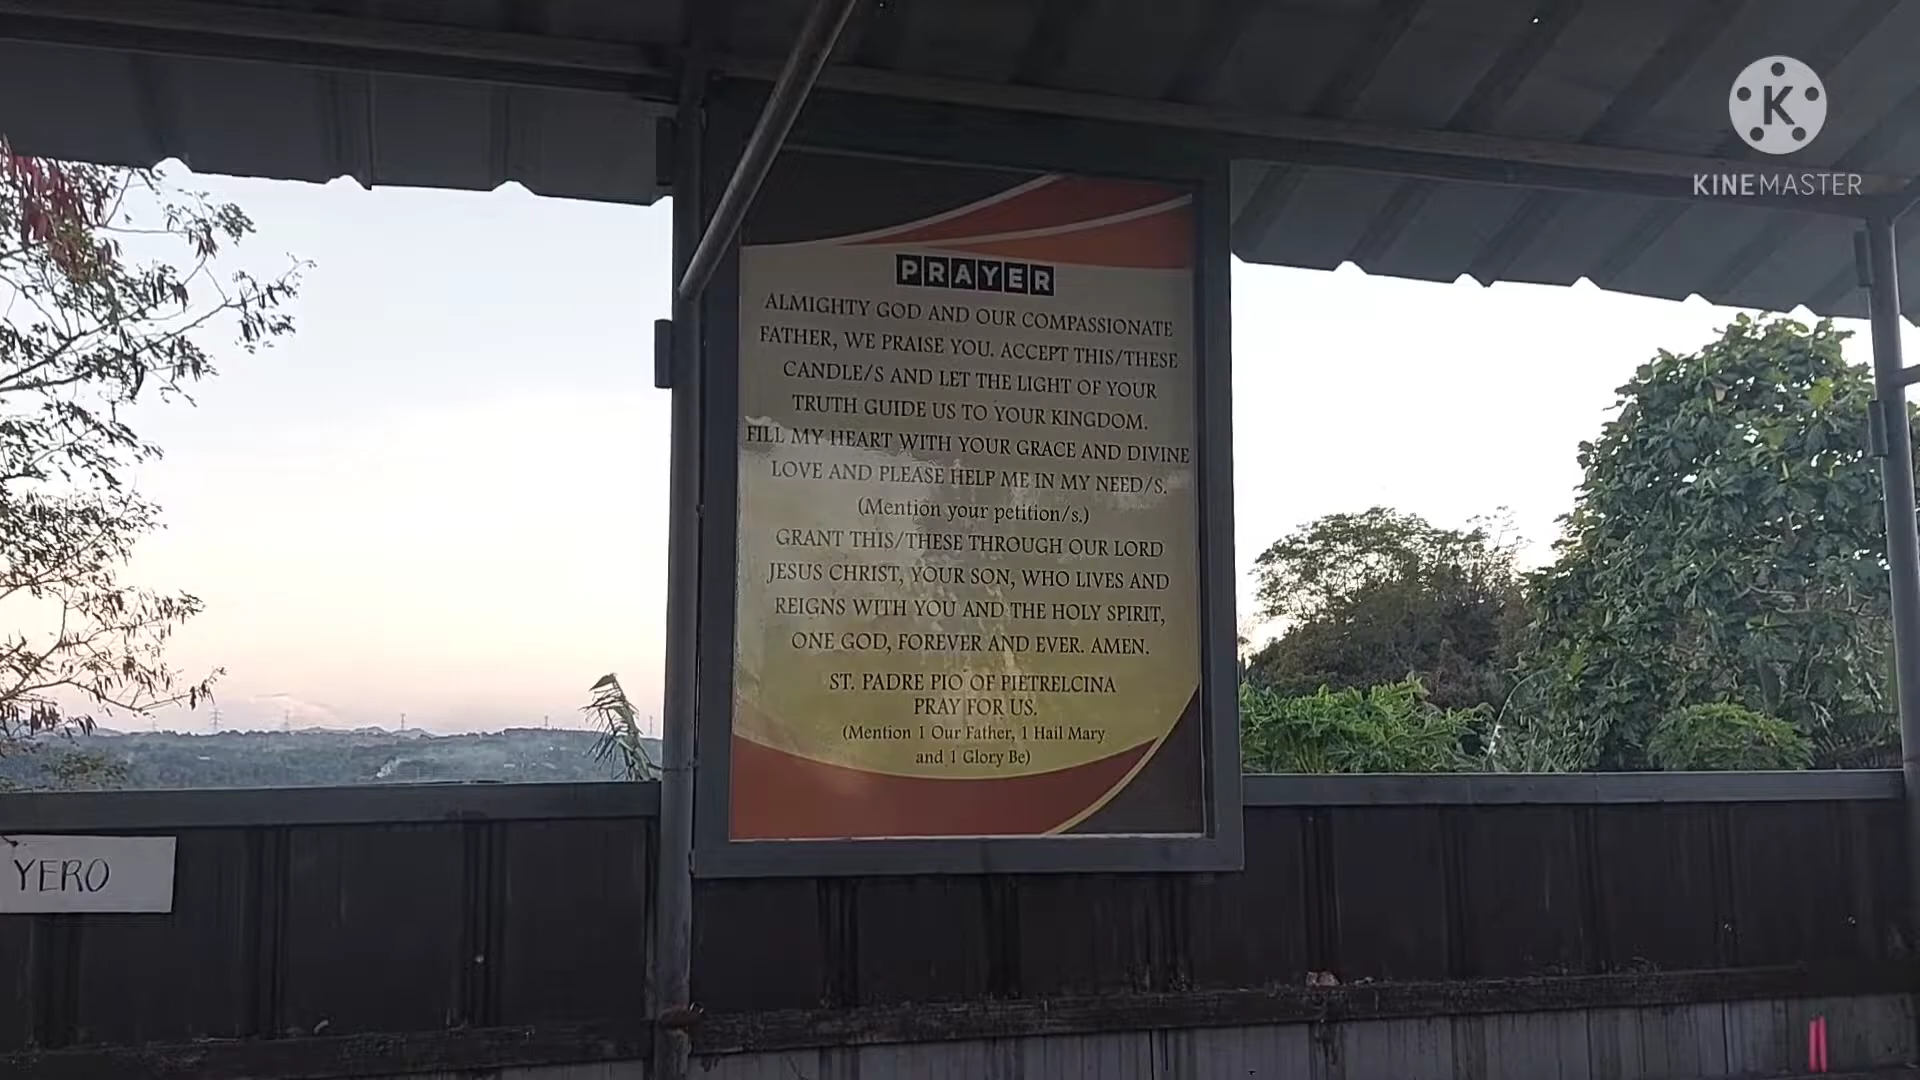 KINEMASTER
PRAYER
ALMIGHTY GOD AND OUR COMPASSIONATE
FATHER, WE PRAISE YOU. ACCEPT THIS/THESE
CANDLE/S AND LET THE LIGHT OF YOUR
TRUTH GUIDE US TO YOUR KINGDOM.
FILL MY HEART WITH YOUR GRACE AND DIVINE
LOVE AND PLEASE HELP ME IN MY NEED/S.
(Mention your petition/s.)
GRANT THIS/THESE THROUGH OUR LORD
JESUS CHRIST, YOUR SON, WHO LIVES AND
REIGNS WITH YOU AND THE HOLY SPIRIT,
ONE GOD, FOREVER AND EVER. AMEN.
ST. PADRE PIO OF PIETRELCINA
PRAY FOR US.
(Mention 1 Our Father, 1 Hail Mary
and 1 Glory Be)
YERO